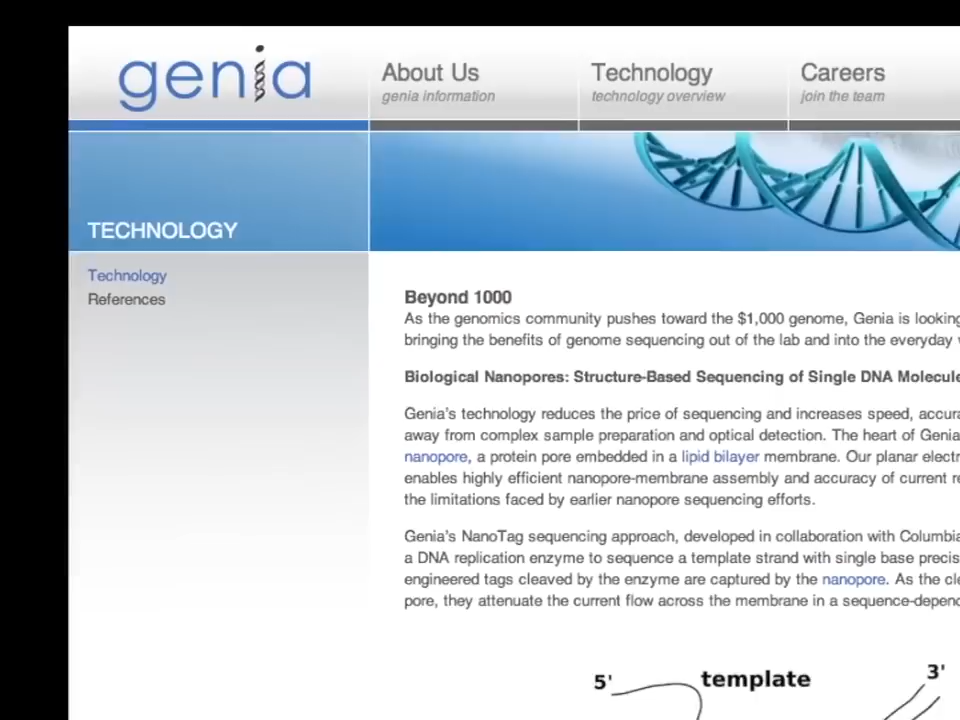 genia
About Us
genia information
Technology
technology overview
Careers
join the team
TECHNOLOGY
Technology
References
Beyond 1000
As the genomics community pushes toward the $1,000 genome, Genia is looking
bringing the benefits of genome sequencing out of the lab and into the everyday
Biological Nanopores: Structure-Based Sequencing of Single DNA Molecule
Genia's technology reduces the price of sequencing and increases speed, accura
away from complex sample preparation and optical detection. The heart of Genia
nanopore, a protein pore embedded in a lipid bilayer membrane. Our planar electr
enables highly efficient nanopore-membrane assembly and accuracy of current re
the limitations faced by earlier nanopore sequencing efforts.
Genia's NanoTag sequencing approach, developed in collaboration with Columbia
a DNA replication enzyme to sequence a template strand with single base precis
engineered tags cleaved by the enzyme are captured by the nanopore. As the cle
pore, they attenuate the current flow across the membrane in a sequence-depend
5' template 3'